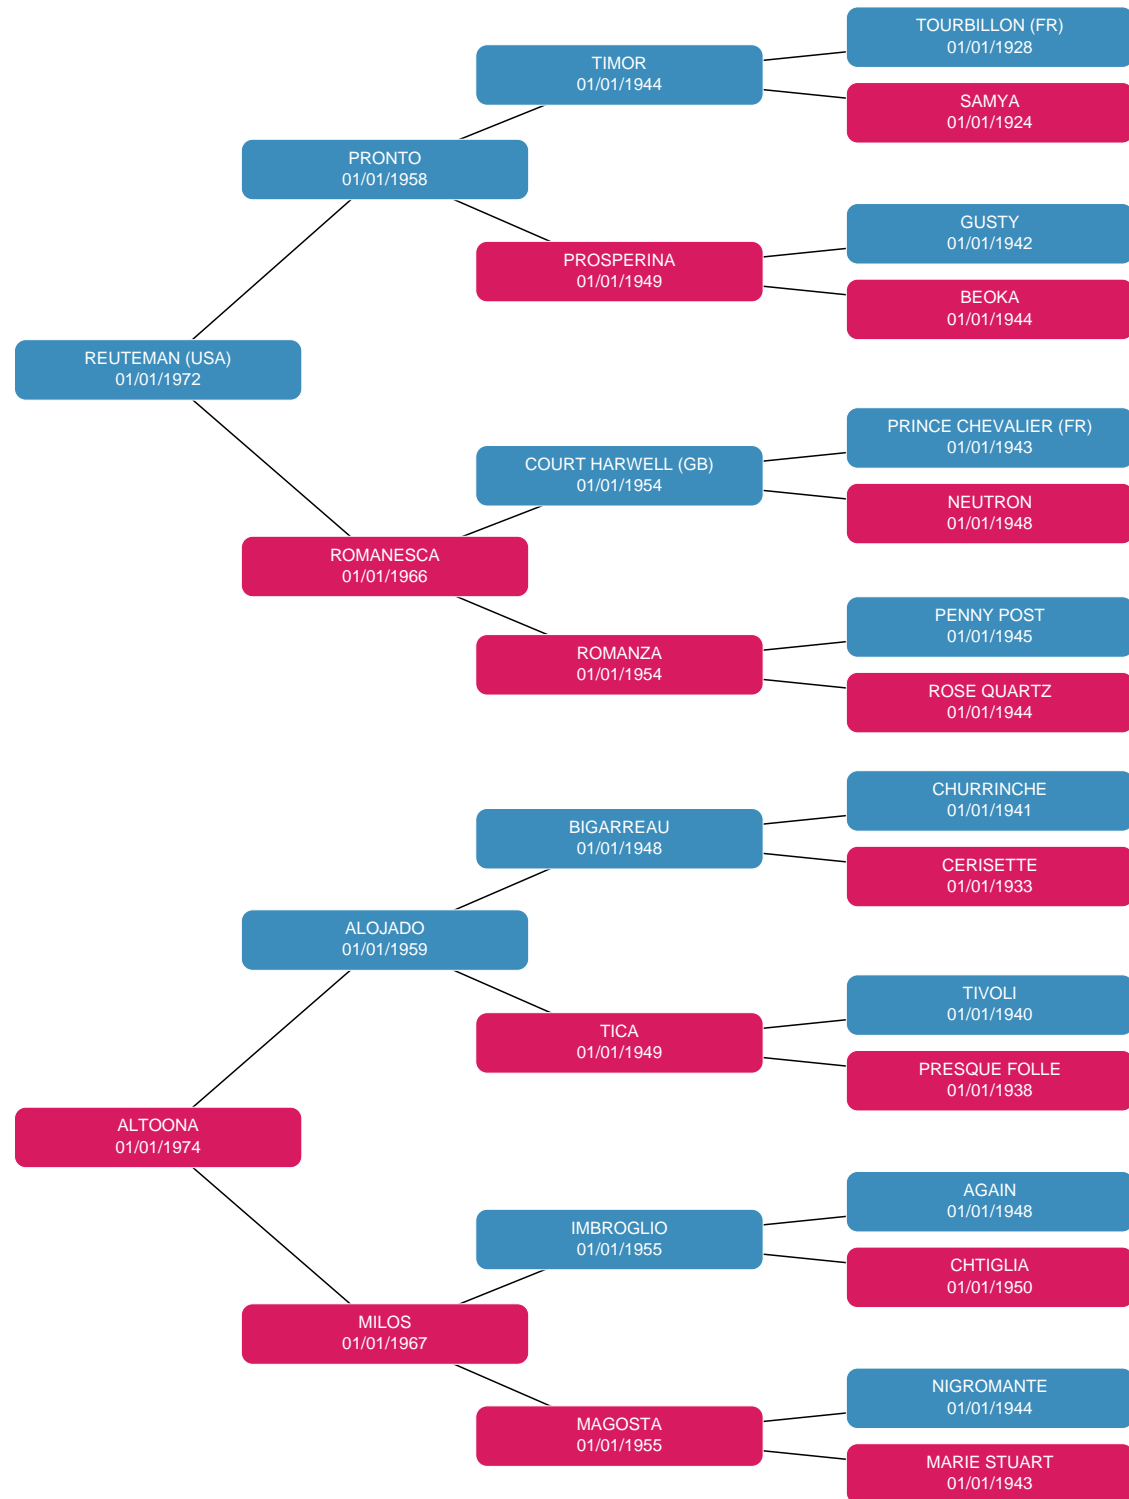 TOURBILLON (FR)
01/01/1928
TIMOR
01/01/1944
SAMYA
01/01/1924
PRONTO
01/01/1958
GUSTY
01/01/1942
PROSPERINA
01/01/1949
BEOKA
01/01/1944
REUTEMAN (USA)
01/01/1972
PRINCE CHEVALIER (FR)
01/01/1943
COURT HARWELL (GB)
01/01/1954
NEUTRON
01/01/1948
ROMANESCA
01/01/1966
PENNY POST
01/01/1945
ROMANZA
01/01/1954
ROSE QUARTZ
01/01/1944
CHURRINCHE
01/01/1941
BIGARREAU
01/01/1948
CERISETTE
01/01/1933
ALOJADO
01/01/1959
TIVOLI
01/01/1940
TICA
01/01/1949
PRESQUE FOLLE
01/01/1938
ALTOONA
01/01/1974
AGAIN
01/01/1948
IMBROGLIO
01/01/1955
CHTIGLIA
01/01/1950
MILOS
01/01/1967
NIGROMANTE
01/01/1944
MAGOSTA
01/01/1955
MARIE STUART
01/01/1943